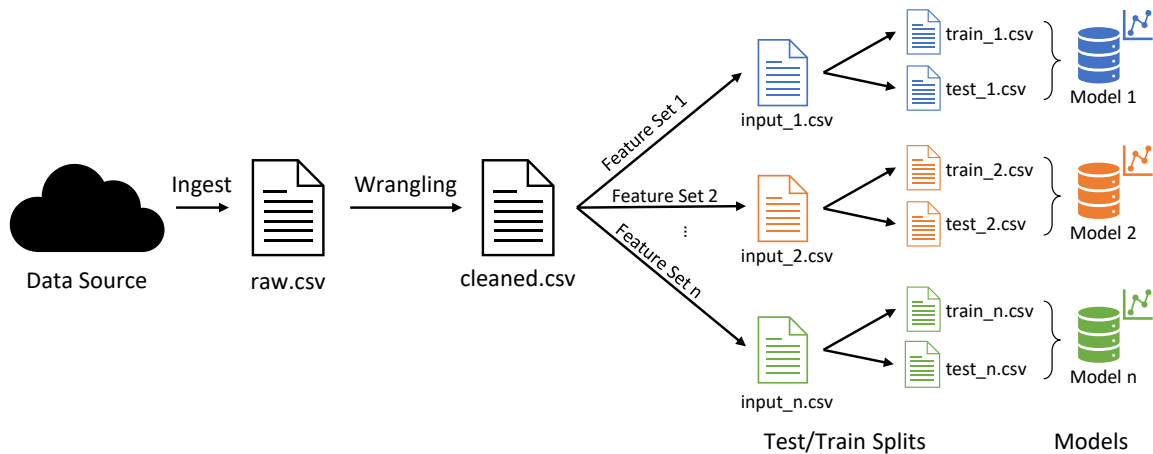 Data Source
Ingest
raw.csv
Wrangling
cleaned.csv
Feature Set 1
Feature Set 2
...
Feature Set n
input_1.csv
train_1.csv
test_1.csv
Model 1
input_2.csv
train_2.csv
test_2.csv
Model 2
input_n.csv
train_n.csv
test_n.csv
Model n
Test/Train Splits
Models